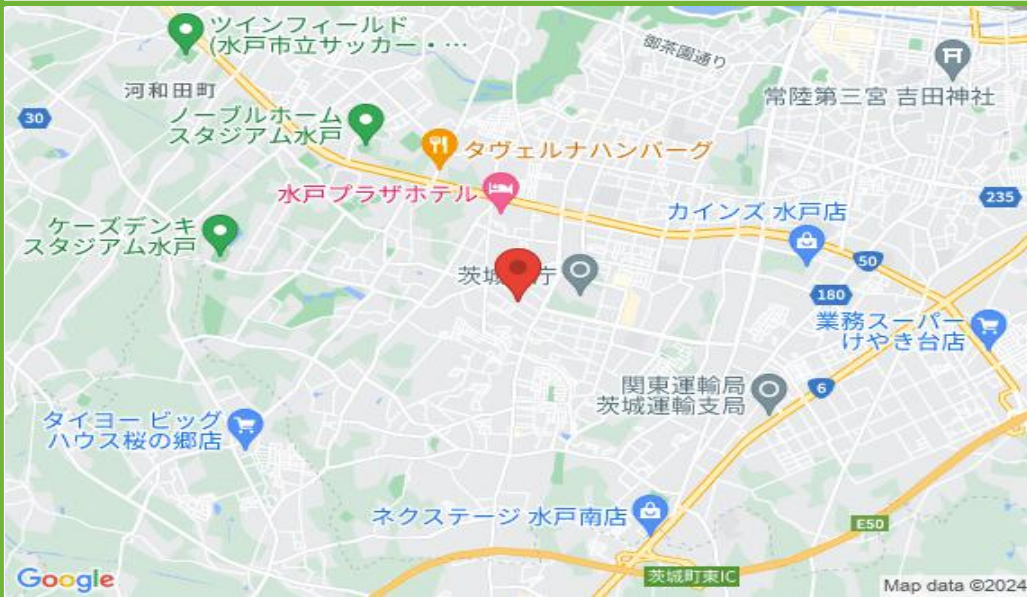 ツインフィールド
(水戸市立サッカー・…
御茶園通り
河和田町
常陸第三宮 吉田神社
30
ノーブルホーム
スタジアム水戸
タヴェルナハンバーグ
水戸プラザホテル
235
カインズ 水戸店
ケーズデンキ
スタジアム水戸
50
茨城
庁
180
業務スーパー
けやき台店
関東運輸局
茨城運輸支局
6
タイヨー ビッグ
ハウス桜の郷店
ネクステージ 水戸南店
E50
茨城町東IC
Google
Map data ©2024